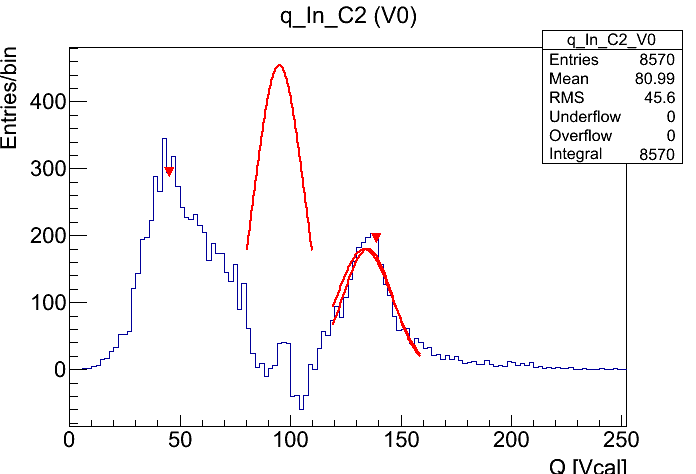 q_In_C2 (V0)
q_In_C2_V0
Entries 8570
Mean 80.99
RMS 45.6
Underflow 0
Overflow 0
Integral 8570
Entries/bin
400
300
200
100
0
0 50 100 150 200 250
Q [Vcal]